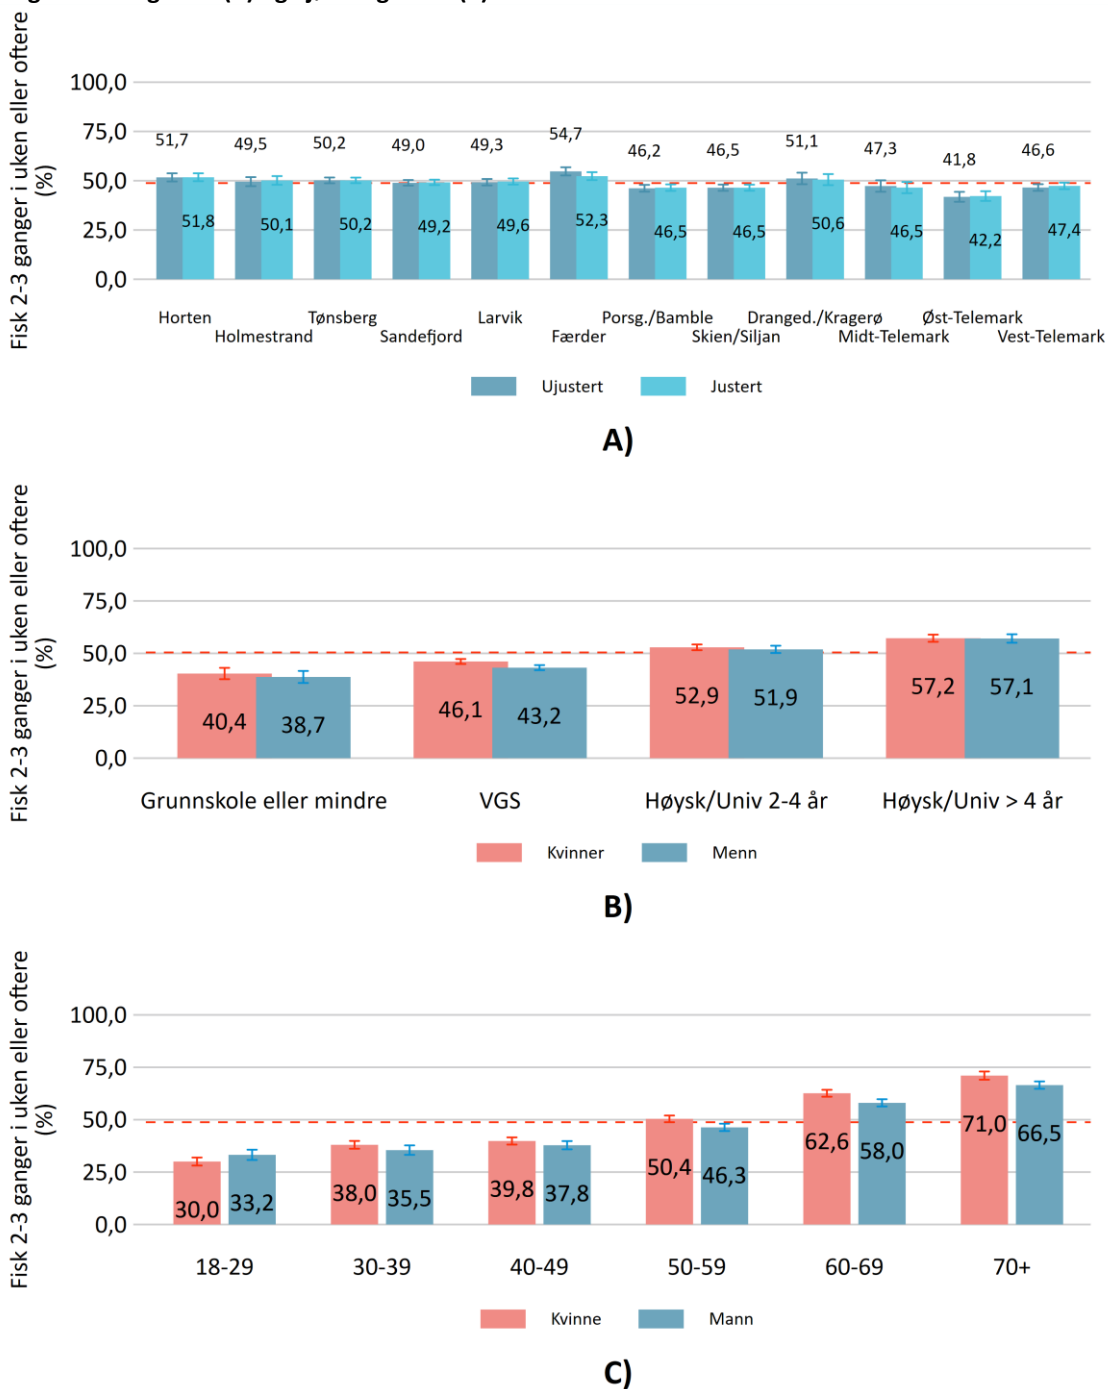 Fisk 2-3 ganger i uken eller oftere
(%)
100,0
75,0
50,0
25,0
0,0
51,7 49,5 50,2 49,0 49,3 54,7 46,2 46,5 51,1 47,3 41,8 46,6
51,8 50,1 50,2 49,2 49,6 52,3 46,5 46,5 50,6 46,5 42,2 47,4
Horten Tønsberg Larvik Porsg./Bamble Dranged./Kragerø Øst-Telemark
Holmestrand Sandefjord Færder Skien/Siljan Midt-Telemark Vest-Telemark
Ujustert Justert
A)
Fisk 2-3 ganger i uken eller oftere
(%)
100,0
75,0
50,0
25,0
0,0
40,4 38,7 46,1 43,2 52,9 51,9 57,2 57,1
Grunnskole eller mindre VGS Høysk/Univ 2-4 år Høysk/Univ > 4 år
Kvinner Menn
B)
Fisk 2-3 ganger i uken eller oftere
(%)
100,0
75,0
50,0
25,0
0,0
30,0 33,2 38,0 35,5 39,8 37,8 50,4 46,3 62,6 58,0 71,0 66,5
18-29 30-39 40-49 50-59 60-69 70+
Kvinne Mann
C)